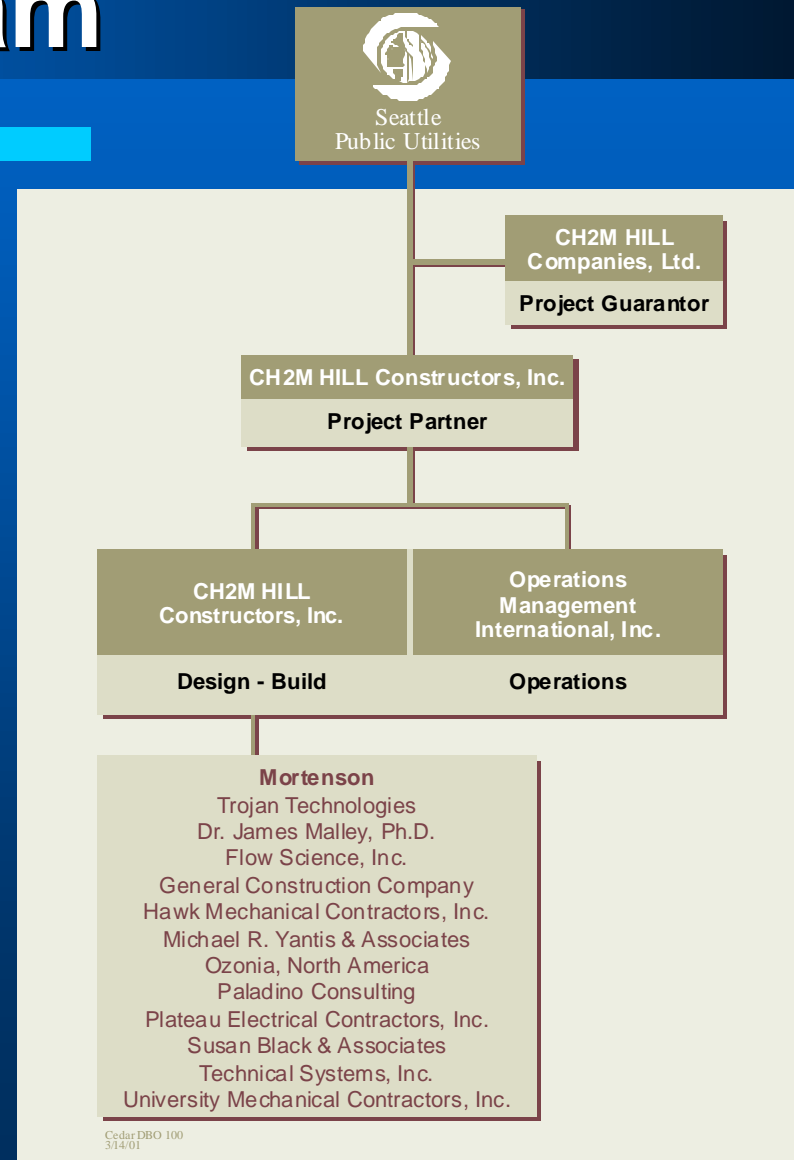 Seattle
Public Utilities
CH2M HILL
Companies, Ltd.
Project Guarantor
CH2M HILL Constructors, Inc.
Project Partner
CH2M HILL
Constructors, Inc.
Design - Build
Operations
Management
International, Inc.
Operations
Mortenson
Trojan Technologies
Dr. James Malley, Ph.D.
Flow Science, Inc.
General Construction Company
Hawk Mechanical Contractors, Inc.
Michael R. Yantis & Associates
Ozonia, North America
Paladino Consulting
Plateau Electrical Contractors, Inc.
Susan Black & Associates
Technical Systems, Inc.
University Mechanical Contractors, Inc.
Cedar DBO 100
3/14/01